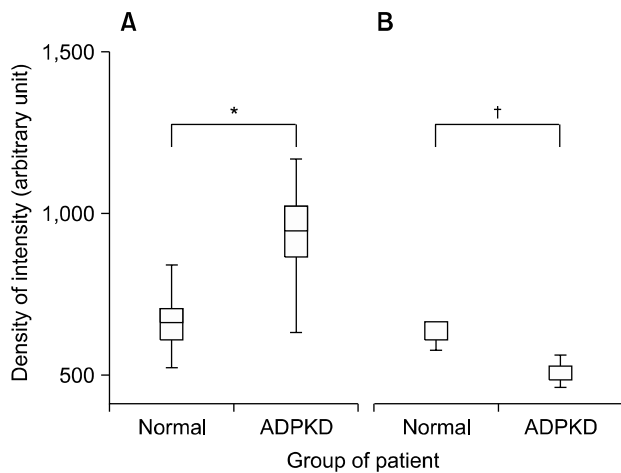 A
B
1,500
1,000
500
Density of intensity (arbitrary unit)
*
†
Normal
ADPKD
Normal
ADPKD
Group of patient